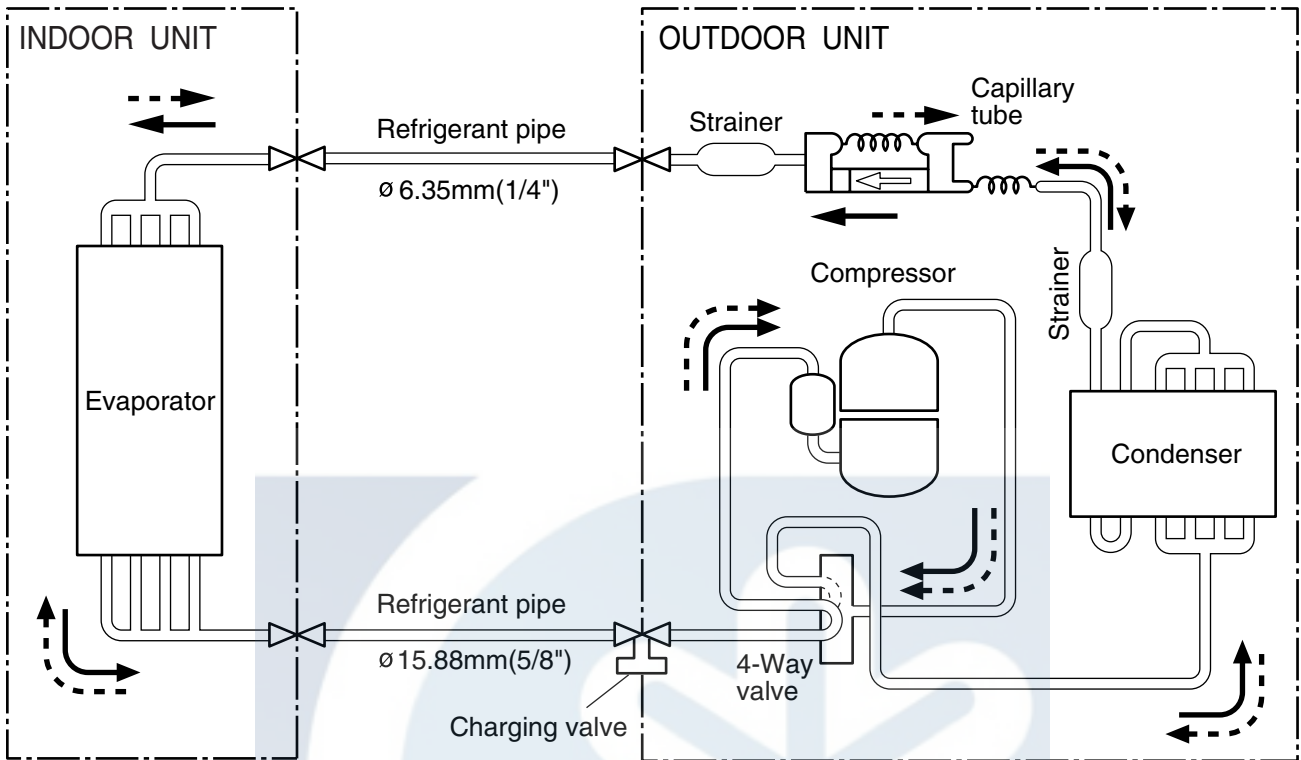 INDOOR UNIT
OUTDOOR UNIT
Refrigerant pipe
ø 6.35mm(1/4")
Strainer
Capillary
tube
Compressor
Strainer
Evaporator
Condenser
Refrigerant pipe
ø 15.88mm(5/8")
Charging valve
4-Way
valve